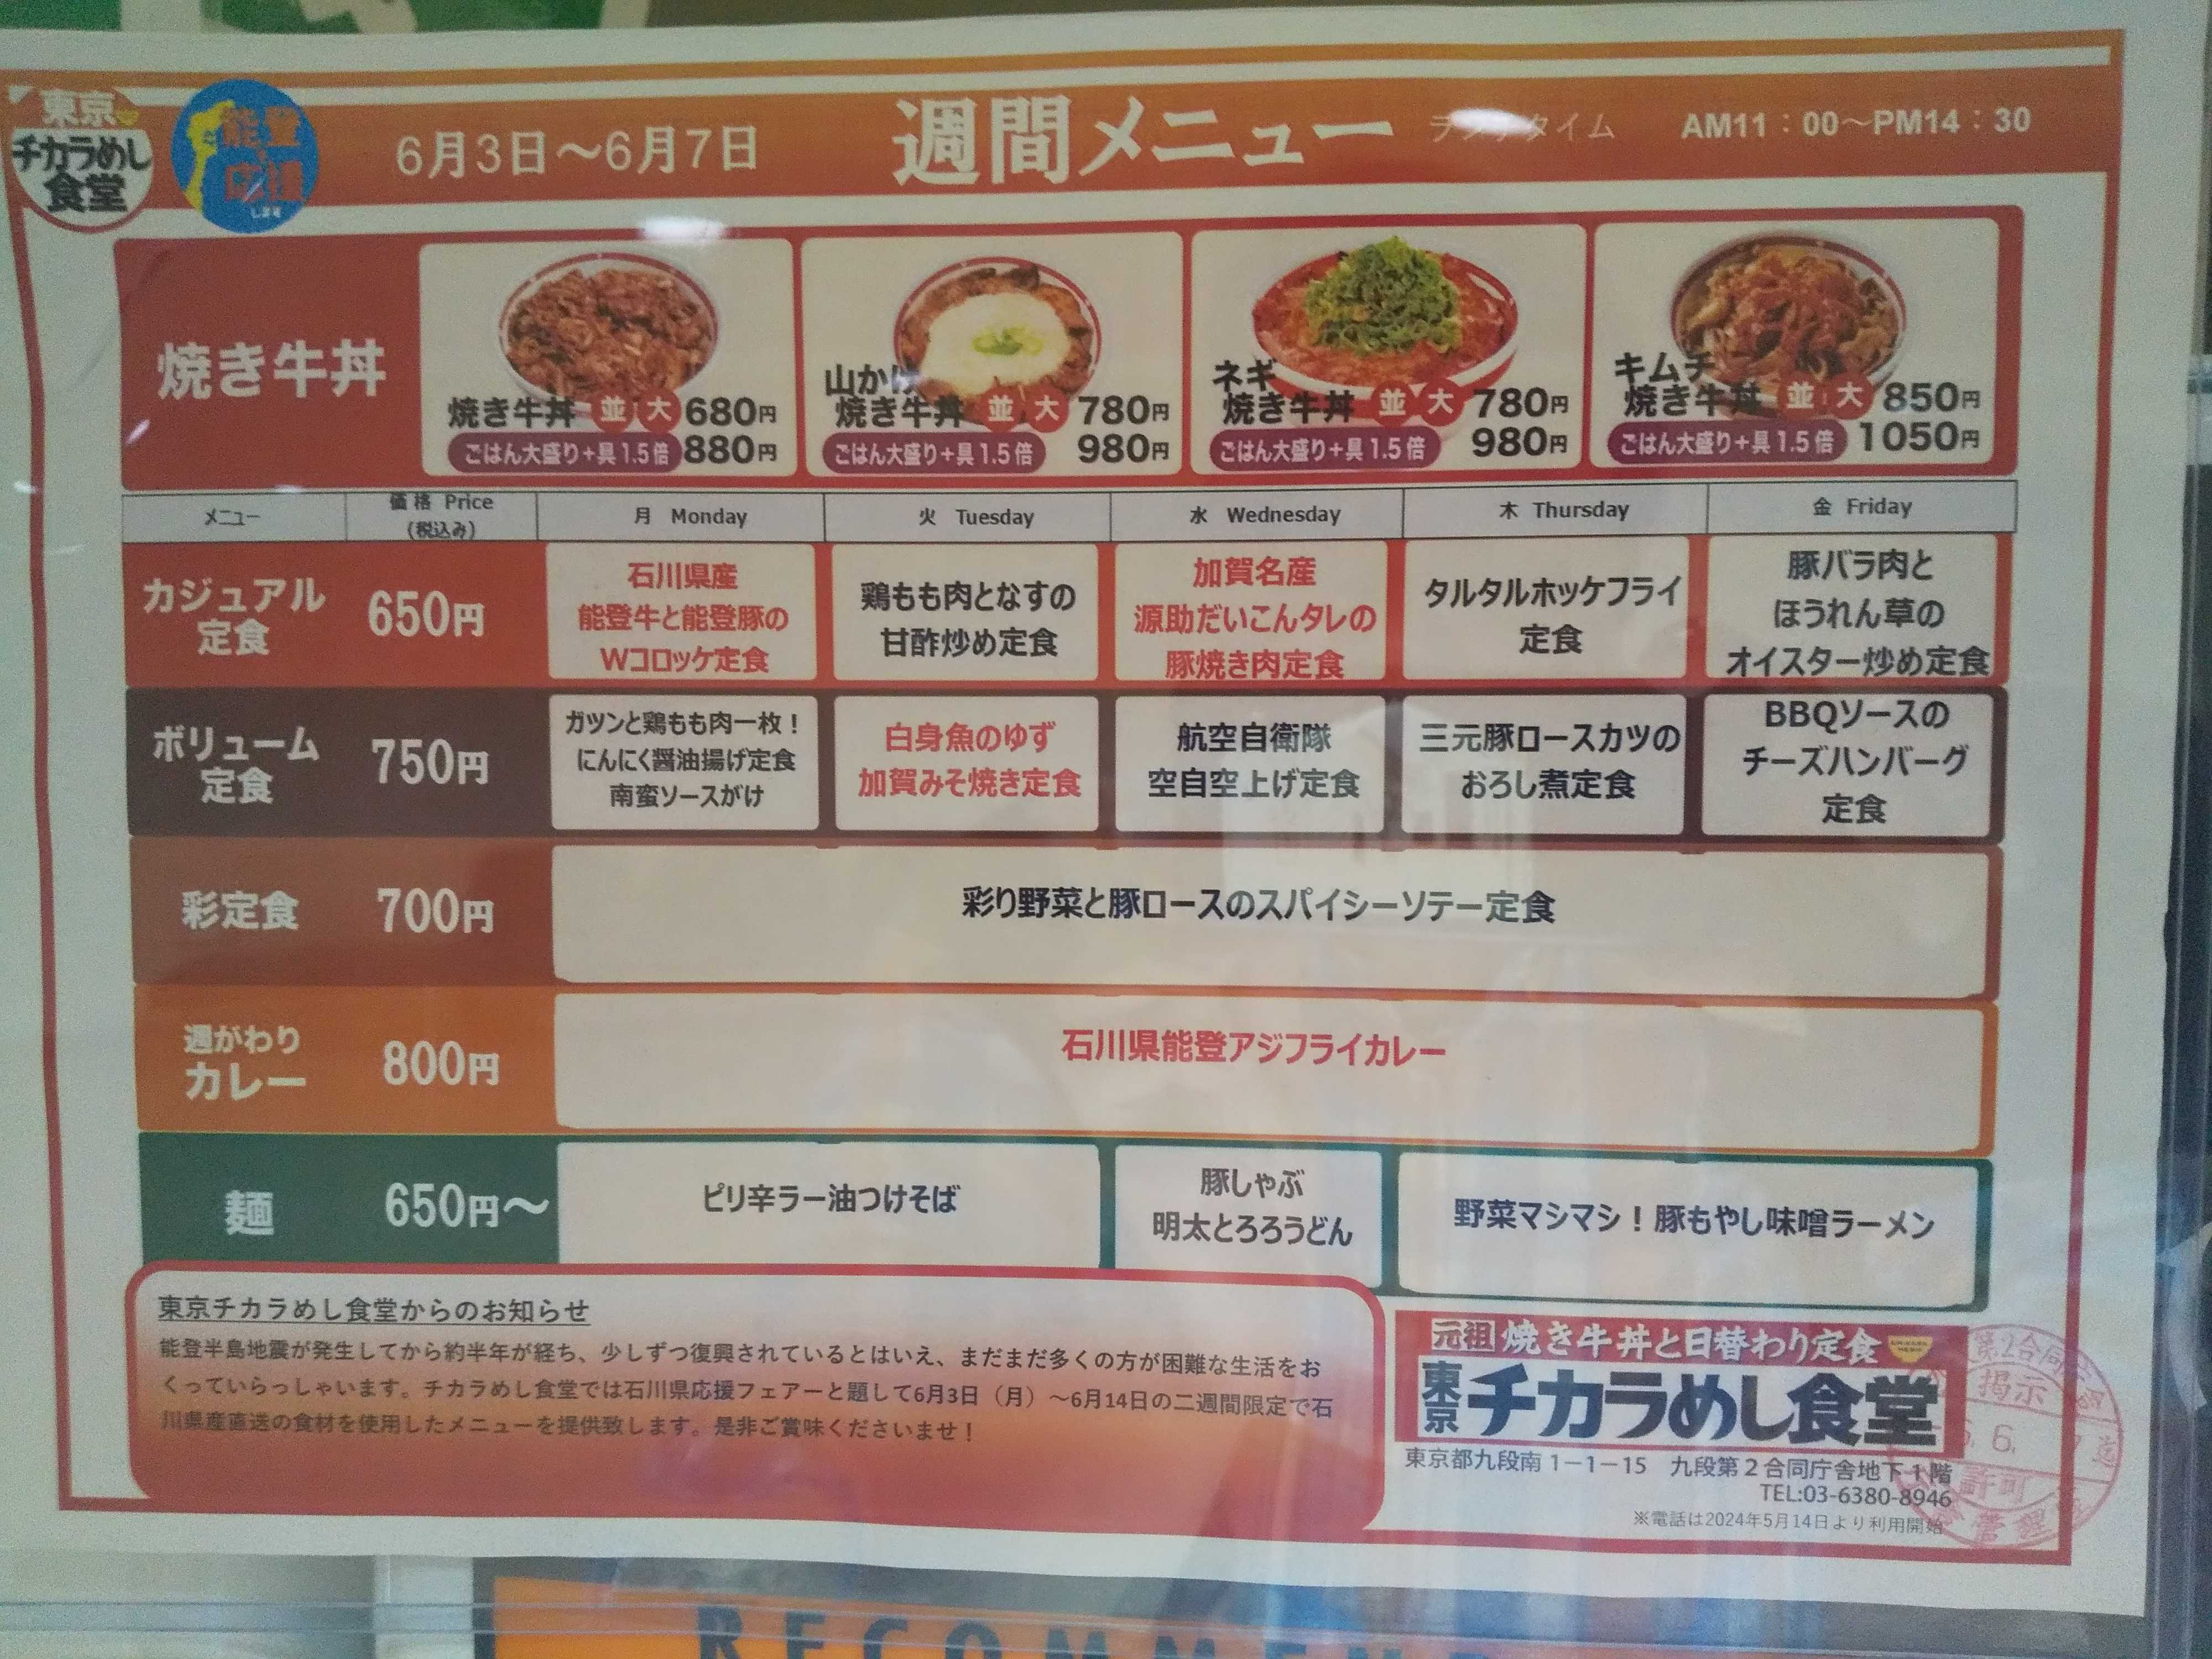 東京
チカラめし
食堂
能登
応援
します
6月3日～6月7日
週間メニュー
ランチタイム
AM11：00～PM14：30
焼き牛丼
焼き牛丼 並 大 680円
ごはん大盛り+具1.5倍 880円
山かけ
焼き牛丼 並 大 780円
ごはん大盛り+具1.5倍 980円
ネギ
焼き牛丼 並 大 780円
ごはん大盛り+具1.5倍 980円
キムチ
焼き牛丼 並 大 850円
ごはん大盛り+具1.5倍 1050円
メニュー
価格 Price
(税込み)
月 Monday
火 Tuesday
水 Wednesday
木 Thursday
金 Friday
カジュアル
定食
650円
石川県産
能登牛と能登豚の
Wコロッケ定食
鶏もも肉となすの
甘酢炒め定食
加賀名産
源助だいこんタレの
豚焼き肉定食
タルタルホッケフライ
定食
豚バラ肉と
ほうれん草の
オイスター炒め定食
ボリューム
定食
750円
ガツンと鶏もも肉一枚！
にんにく醤油揚げ定食
南蛮ソースがけ
白身魚のゆず
加賀みそ焼き定食
航空自衛隊
空自空上げ定食
三元豚ロースカツの
おろし煮定食
BBQソースの
チーズハンバーグ
定食
彩定食
700円
彩り野菜と豚ロースのスパイシーソテー定食
週がわり
カレー
800円
石川県能登アジフライカレー
麺
650円～
ピリ辛ラー油つけそば
豚しゃぶ
明太とろろうどん
野菜マシマシ！豚もやし味噌ラーメン
東京チカラめし食堂からのお知らせ
能登半島地震が発生してから約半年が経ち、少しずつ復興されているとはいえ、まだまだ多くの方が困難な生活をお
くっていらっしゃいます。チカラめし食堂では石川県応援フェアーと題して6月3日（月）～6月14日の二週間限定で石
川県産直送の食材を使用したメニューを提供致します。是非ご賞味くださいませ！
元祖 焼き牛丼と日替わり定食
東京 チカラめし食堂
東京都九段南1－1－15 九段第２合同庁舎地下１階
TEL:03-6380-8946
※電話は2024年5月14日より利用開始
第2合同
掲示
6.
許可
管理
RECOMMEND